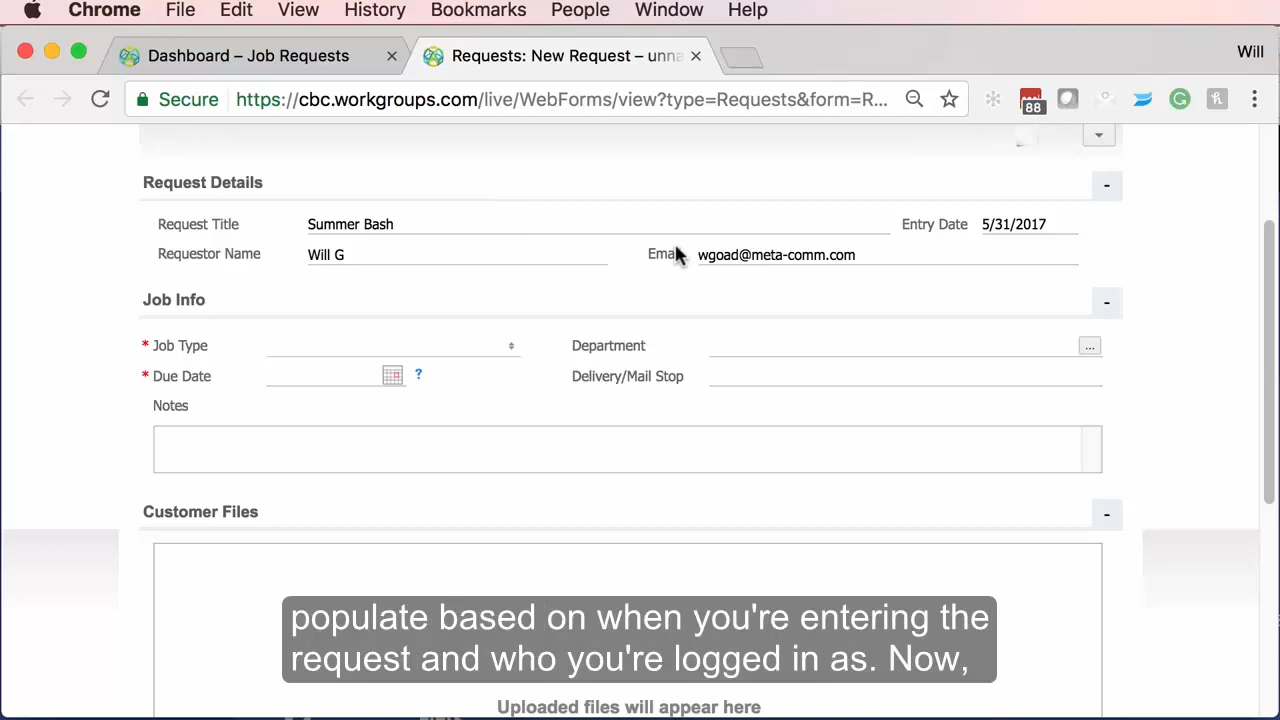 Chrome File Edit View History Bookmarks People Window Help
Dashboard – Job Requests × Requests: New Request – unna × Will
Secure https://cbc.workgroups.com/live/WebForms/view?type=Requests&form=R...
88
Request Details -
Request Title Summer Bash Entry Date 5/31/2017
Requestor Name Will G Ema wgoad@meta-comm.com
Job Info -
* Job Type Department ...
* Due Date ? Delivery/Mail Stop
Notes
Customer Files -
populate based on when you're entering the
request and who you're logged in as. Now,
Uploaded files will appear here